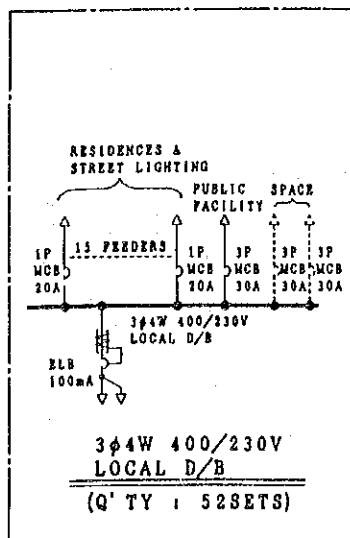 RESIDENCES &
STREET LIGHTING
PUBLIC
FACILITY
SPACE
15 FEEDERS
1P
MCB
20A
1P
MCB
20A
3P
MCB
30A
3P
MCB
30A
3P
MCB
30A
3φ4W 400/230V
LOCAL D/B
ELB
100mA
3φ4W 400/230V
LOCAL D/B
(Q'TY : 52SETS)